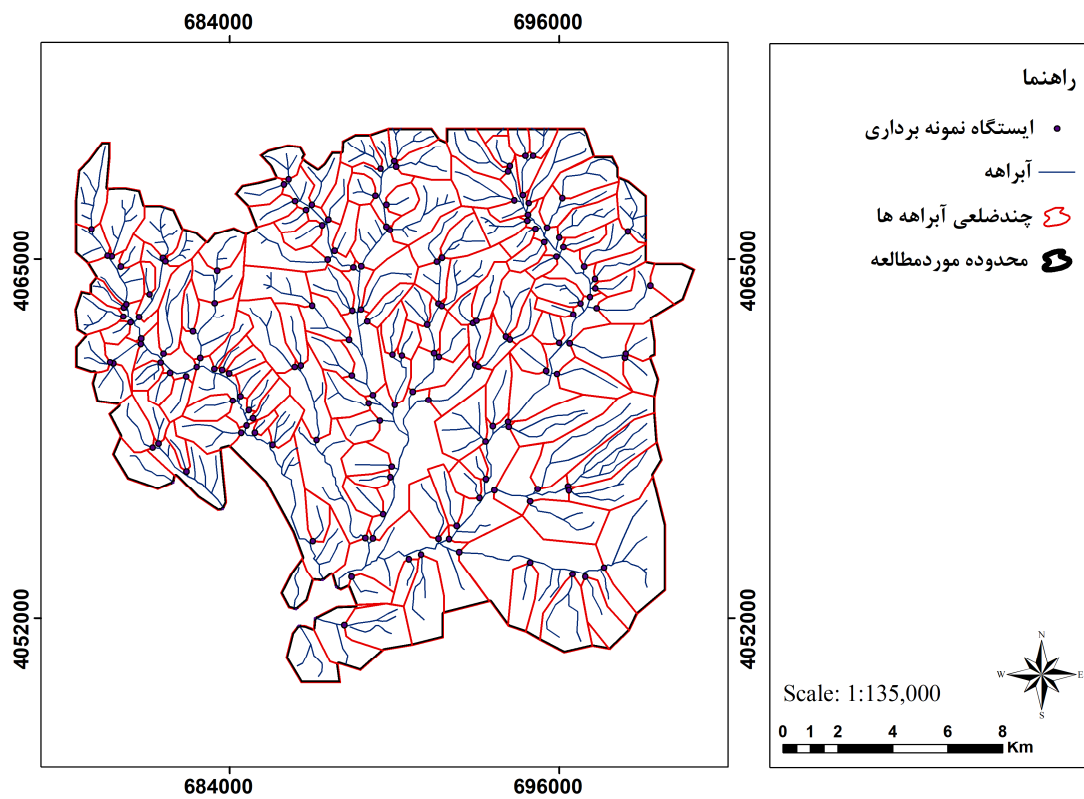 684000
696000
4065000
4052000
4065000
4052000
684000
696000
راهنما
ایستگاه نمونه برداری
آبراهه
چندضلعی آبراهه ها
محدوده موردمطالعه
N
W
E
S
Scale: 1:135,000
0 1 2 4 6 8
Km